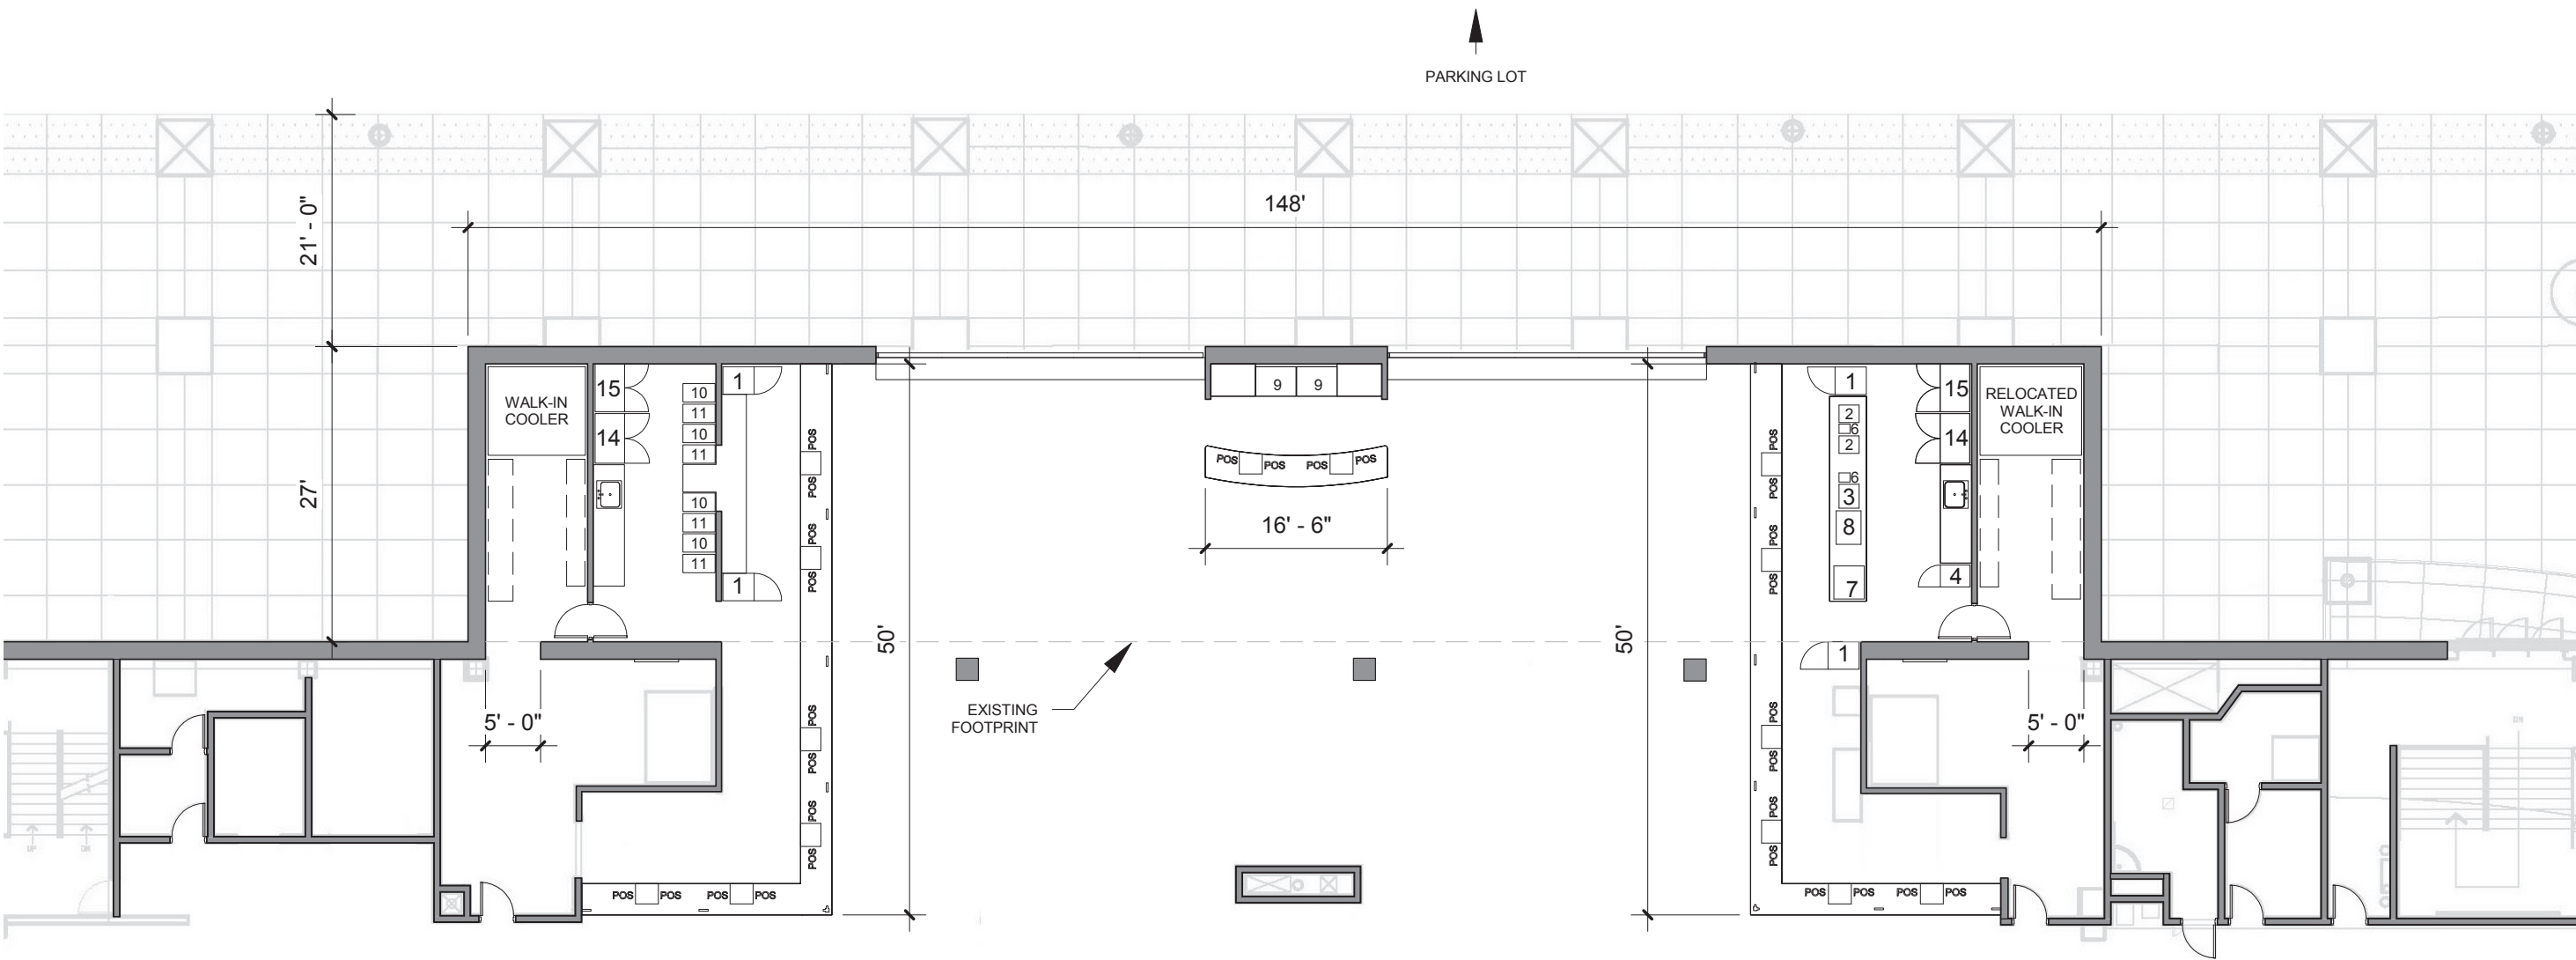 PARKING LOT
148'
21' - 0"
27'
WALK-IN
COOLER
15
14
10
11
10
11
10
11
10
11
1
1
POS
POS
POS
POS
POS
POS
POS
POS
POS
POS
POS
POS
50'
9
9
POS
POS
POS
POS
16' - 6"
EXISTING
FOOTPRINT
50'
POS
POS
POS
POS
POS
POS
POS
POS
POS
POS
POS
POS
1
2
6
2
6
3
8
7
1
15
14
4
RELOCATED
WALK-IN
COOLER
5' - 0"
5' - 0"